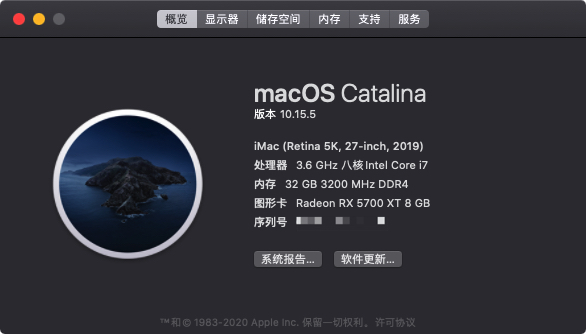 概览 显示器 储存空间 内存 支持 服务
macOS Catalina
版本 10.15.5
iMac (Retina 5K, 27-inch, 2019)
处理器 3.6 GHz 八核Intel Core i7
内存 32 GB 3200 MHz DDR4
图形卡 Radeon RX 5700 XT 8 GB
序列号
系统报告... 软件更新...
™和© 1983-2020 Apple Inc. 保留一切权利。许可协议